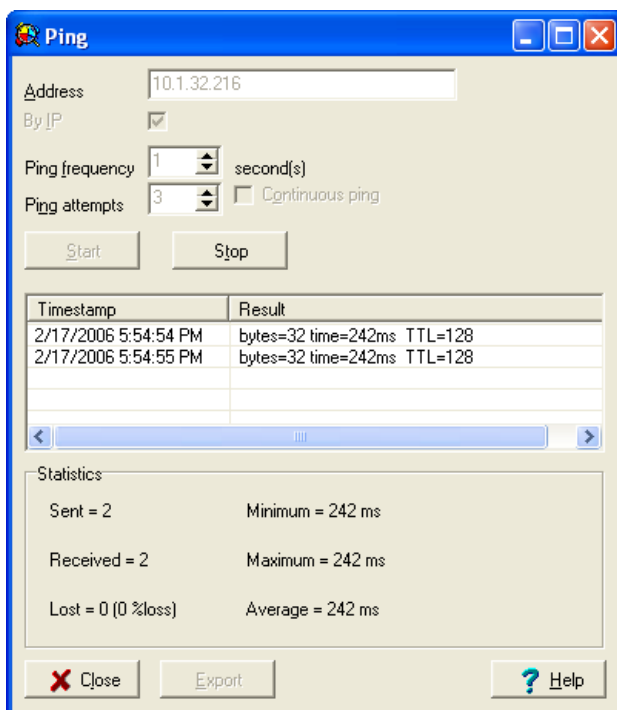 Ping
Address 10.1.32.216
By IP
Ping frequency 1 second(s)
Ping attempts 3 Continuous ping
Start Stop
Timestamp Result
2/17/2006 5:54:54 PM bytes=32 time=242ms TTL=128
2/17/2006 5:54:55 PM bytes=32 time=242ms TTL=128
Statistics
Sent = 2 Minimum = 242 ms
Received = 2 Maximum = 242 ms
Lost = 0 (0 %loss) Average = 242 ms
Close Export ? Help